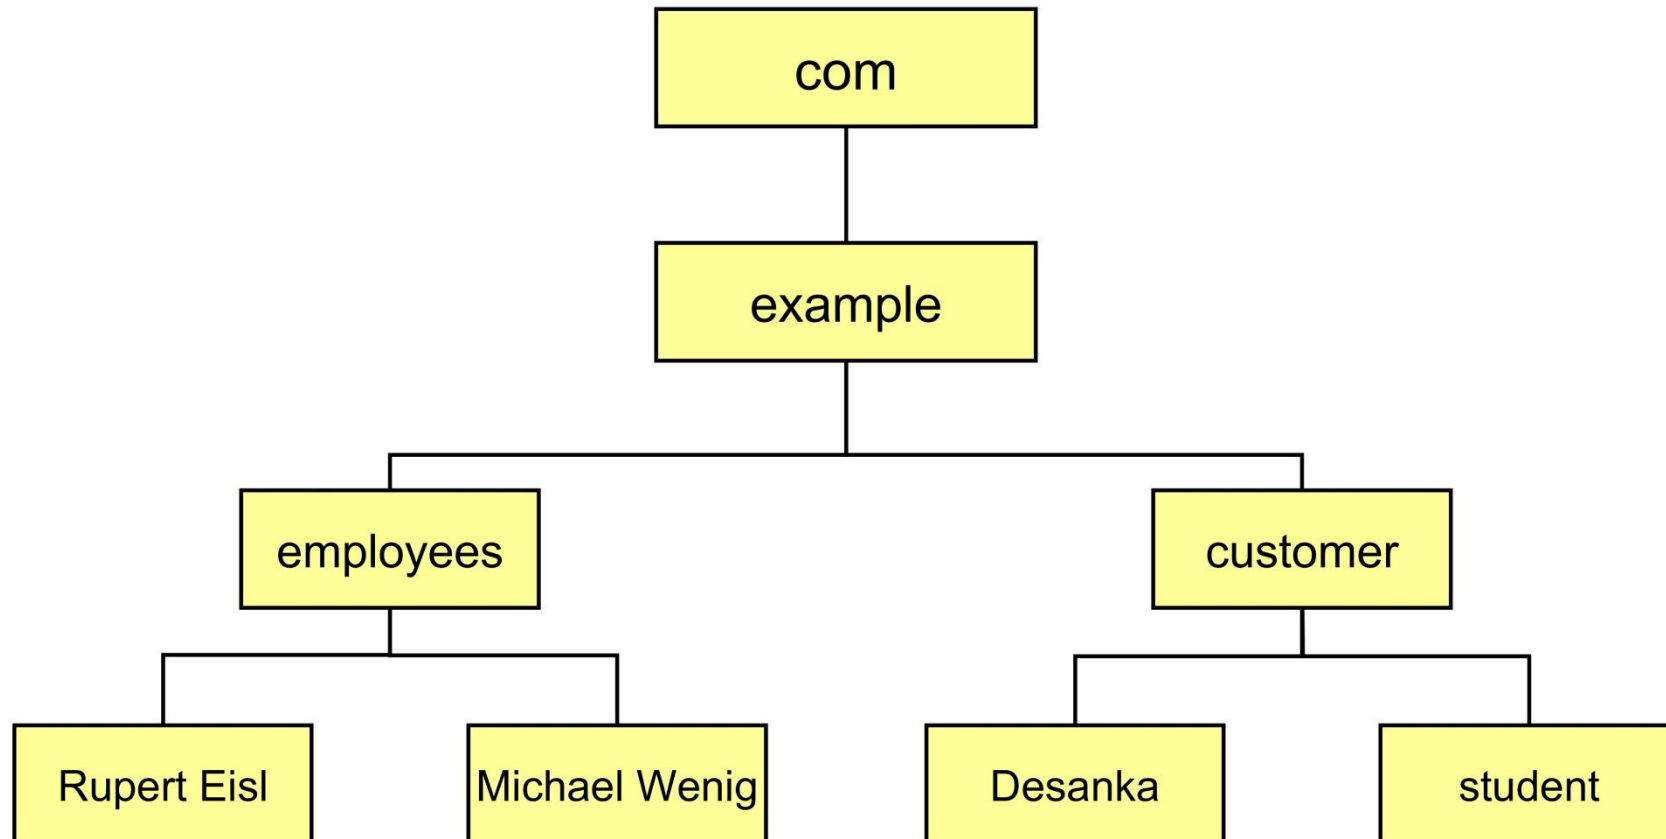 com
example
employees
customer
Rupert Eisl
Michael Wenig
Desanka
student